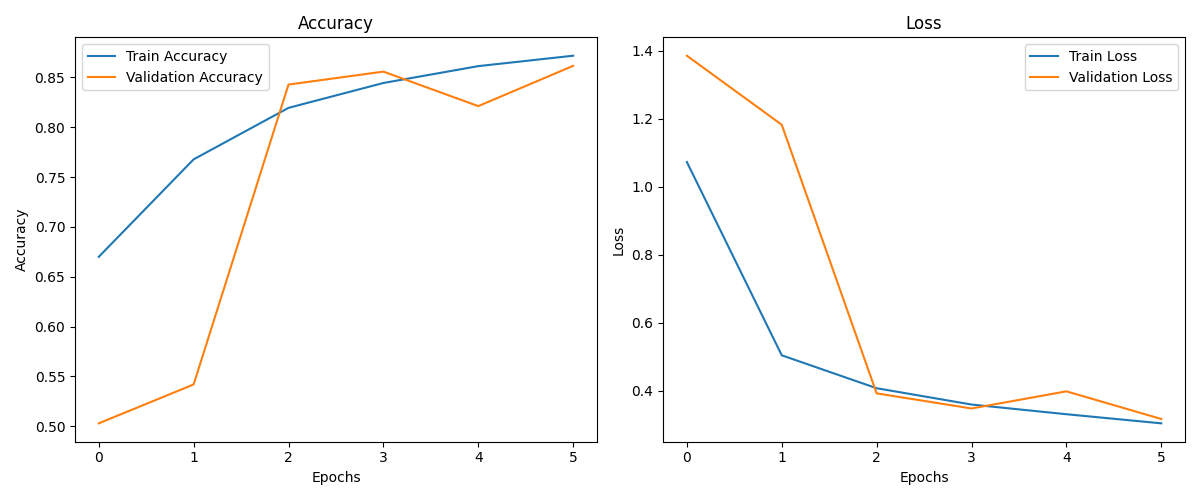 Accuracy
Train Accuracy
Validation Accuracy
0.85
0.80
0.75
0.70
0.65
0.60
0.55
0.50
Accuracy
0 1 2 3 4 5
Epochs
Loss
Train Loss
Validation Loss
1.4
1.2
1.0
0.8
0.6
0.4
Loss
0 1 2 3 4 5
Epochs